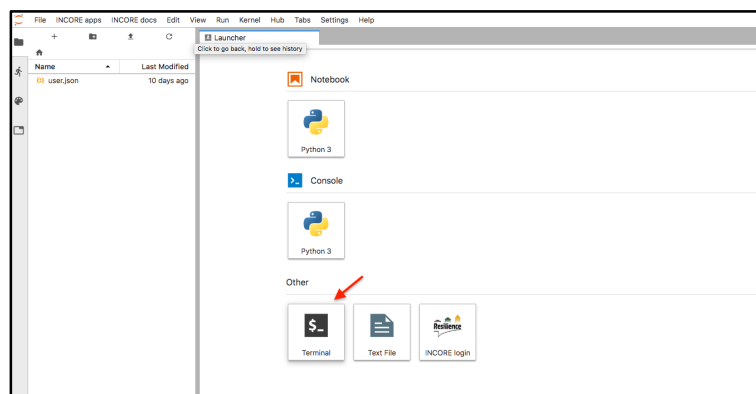 File INCORE apps INCORE docs Edit View Run Kernel Hub Tabs Settings Help
Launcher
Click to go back, hold to see history
Name Last Modified
user.json 10 days ago
Notebook
Python 3
Console
Python 3
Other
$_
Resilience
Terminal Text File INCORE login